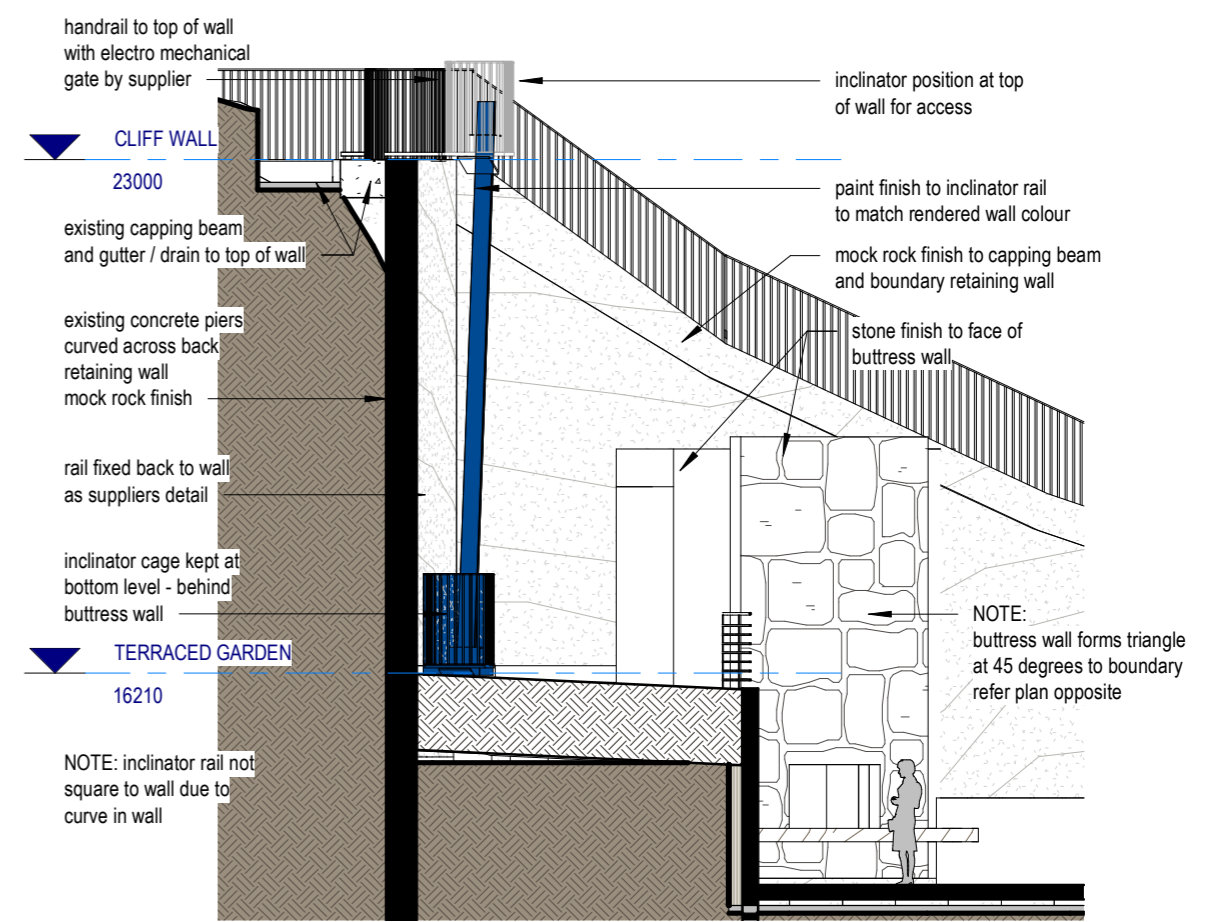 handrail to top of wall
with electro mechanical
gate by supplier
CLIFF WALL
23000
existing capping beam
and gutter / drain to top of wall
existing concrete piers
curved across back
retaining wall
mock rock finish
rail fixed back to wall
as suppliers detail
inclinator cage kept at
bottom level - behind
buttress wall
TERRACED GARDEN
16210
NOTE: inclinator rail not
square to wall due to
curve in wall
inclinator position at top
of wall for access
paint finish to inclinator rail
to match rendered wall colour
mock rock finish to capping beam
and boundary retaining wall
stone finish to face of
buttress wall
NOTE:
buttress wall forms triangle
at 45 degrees to boundary
refer plan opposite